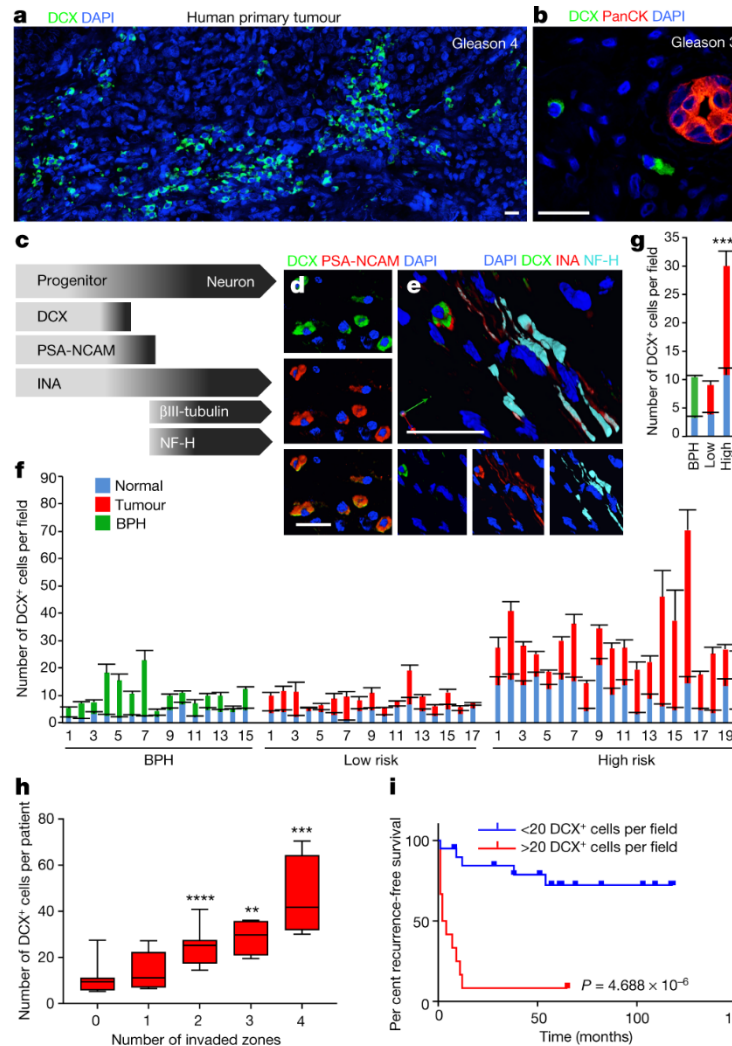 a
DCX DAPI
Human primary tumour
Gleason 4
b
DCX PanCK DAPI
Gleason 3
c
Progenitor
Neuron
DCX
PSA-NCAM
INA
βIII-tubulin
NF-H
DCX PSA-NCAM DAPI
d
DAPI DCX INA NF-H
e
g
***
Number of DCX⁺ cells per field
35
30
25
20
15
10
5
0
BPH
Low
High
f
Number of DCX⁺ cells per field
90
80
70
60
50
40
30
20
10
0
Normal
Tumour
BPH
1 3 5 7 9 11 13 15
1 3 5 7 9 11 13 15 17
1 3 5 7 9 11 13 15 17 19
BPH
Low risk
High risk
h
Number of DCX⁺ cells per patient
80
60
40
20
0
****
**
***
0 1 2 3 4
Number of invaded zones
i
<20 DCX⁺ cells per field
>20 DCX⁺ cells per field
Per cent recurrence-free survival
100
50
0
P = 4.688 × 10⁻⁶
0 50 100
Time (months)